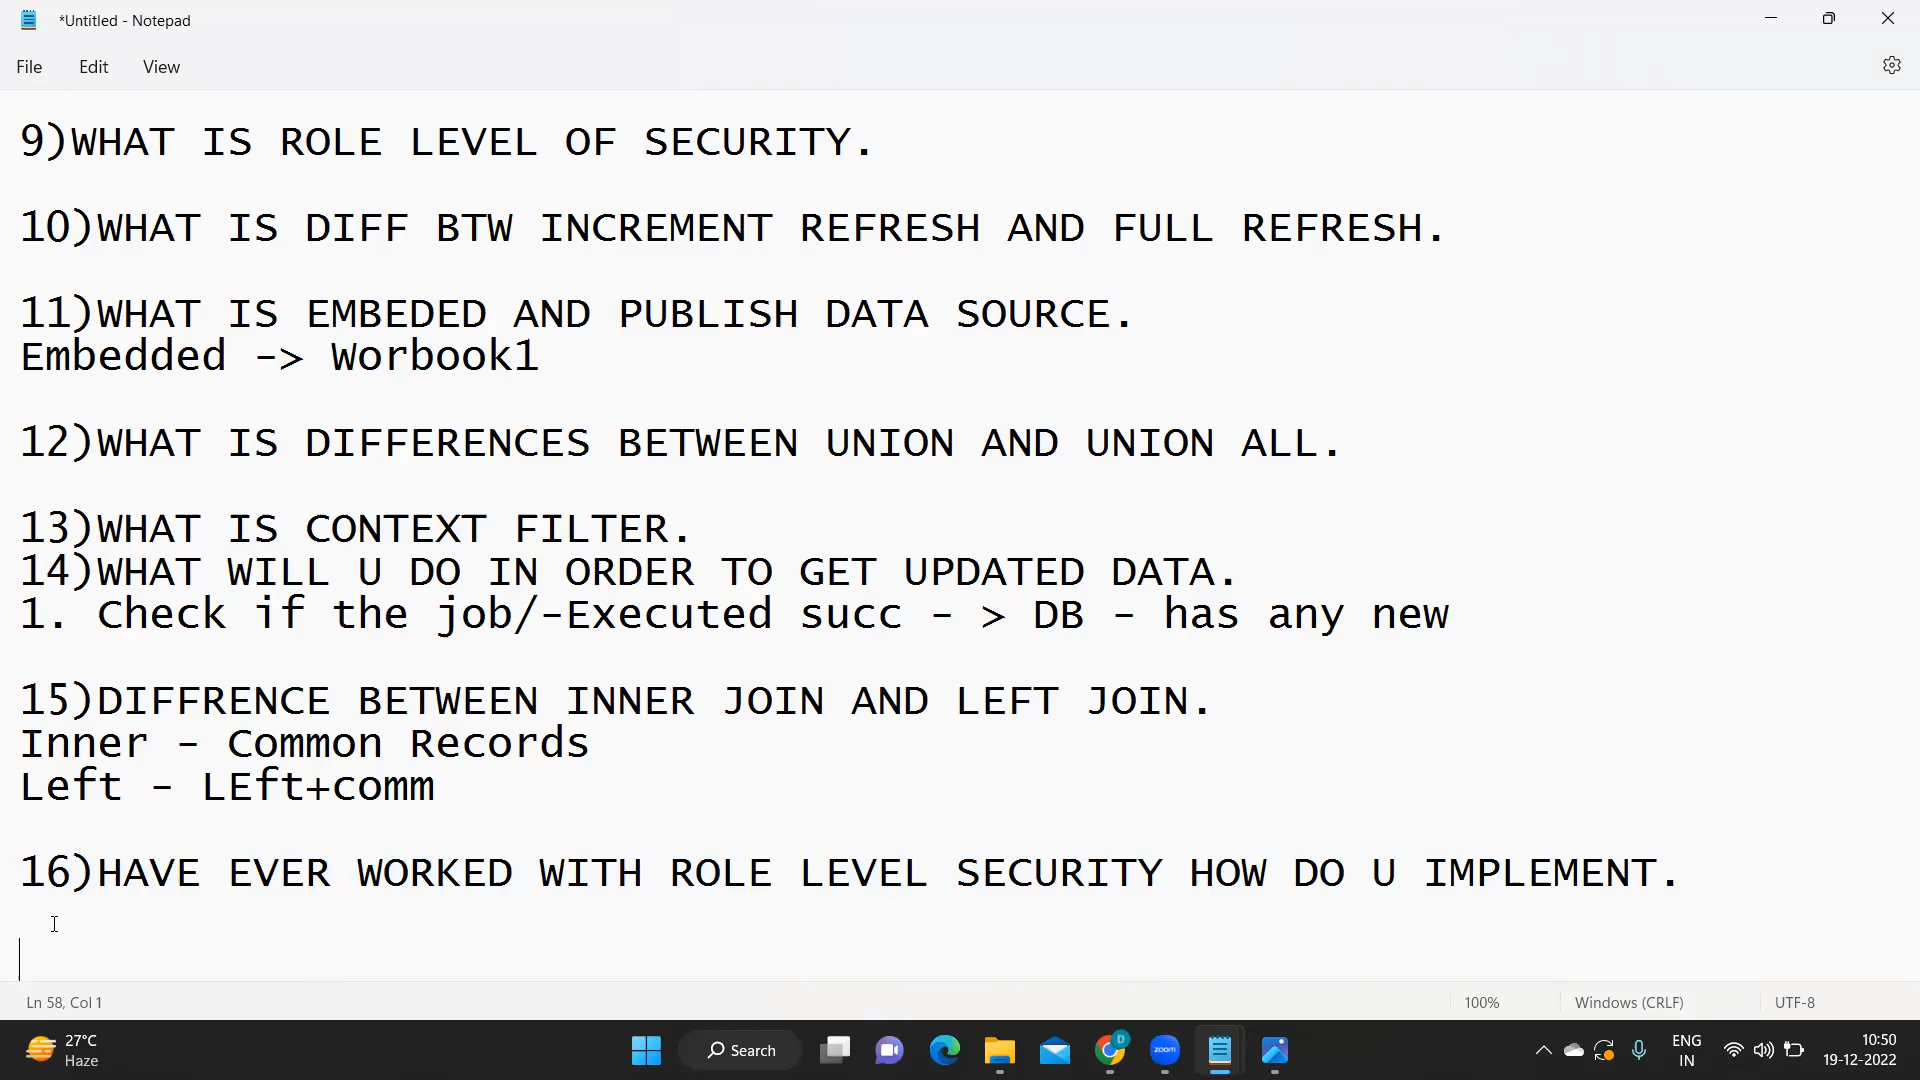 *Untitled - Notepad
File Edit View
9)WHAT IS ROLE LEVEL OF SECURITY.
10)WHAT IS DIFF BTW INCREMENT REFRESH AND FULL REFRESH.
11)WHAT IS EMBEDED AND PUBLISH DATA SOURCE.
Embedded -> Worbook1
12)WHAT IS DIFFERENCES BETWEEN UNION AND UNION ALL.
13)WHAT IS CONTEXT FILTER.
14)WHAT WILL U DO IN ORDER TO GET UPDATED DATA.
1. Check if the job/-Executed succ - > DB - has any new
15)DIFFRENCE BETWEEN INNER JOIN AND LEFT JOIN.
Inner - Common Records
Left - LEft+comm
16)HAVE EVER WORKED WITH ROLE LEVEL SECURITY HOW DO U IMPLEMENT.
Ln 58, Col 1 100% Windows (CRLF) UTF-8
27°C
Haze
Search
zoom
D
ENG
IN
10:50
19-12-2022